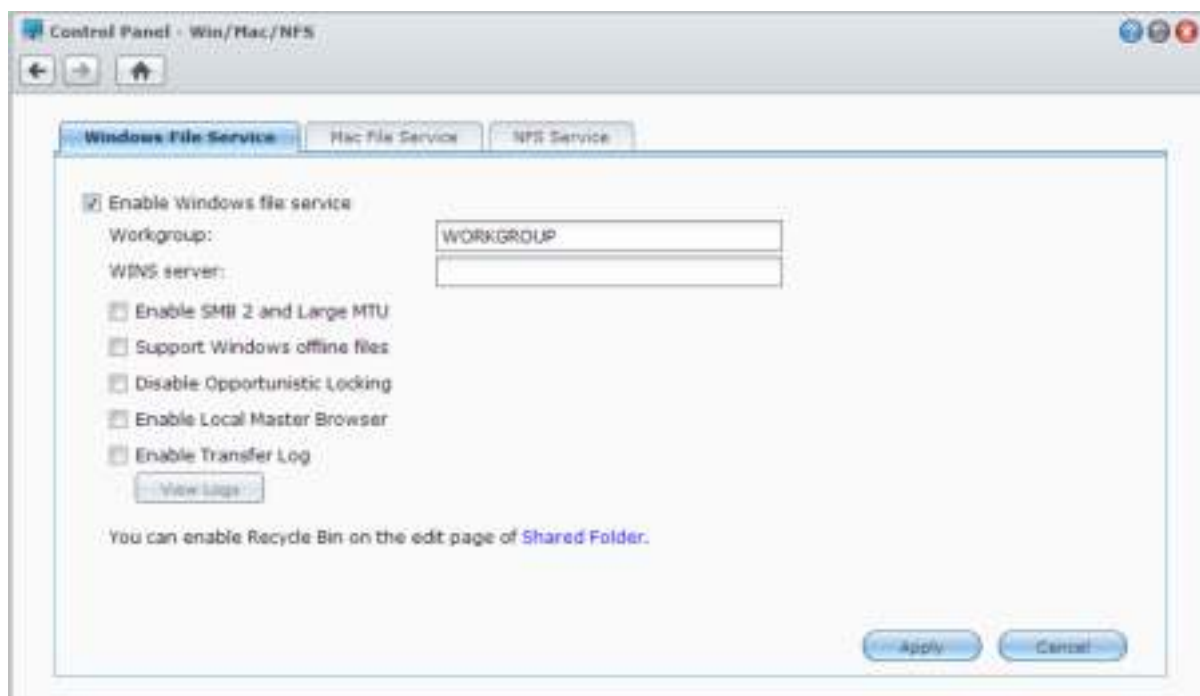 Control Panel - Win/Mac/NFS
Windows File Service
Mac File Service
NFS Service
Enable Windows file service
Workgroup:
WORKGROUP
WINS server:
Enable SMB 2 and Large MTU
Support Windows offline files
Disable Opportunistic Locking
Enable Local Master Browser
Enable Transfer Log
View Logs
You can enable Recycle Bin on the edit page of Shared Folder.
Apply
Cancel